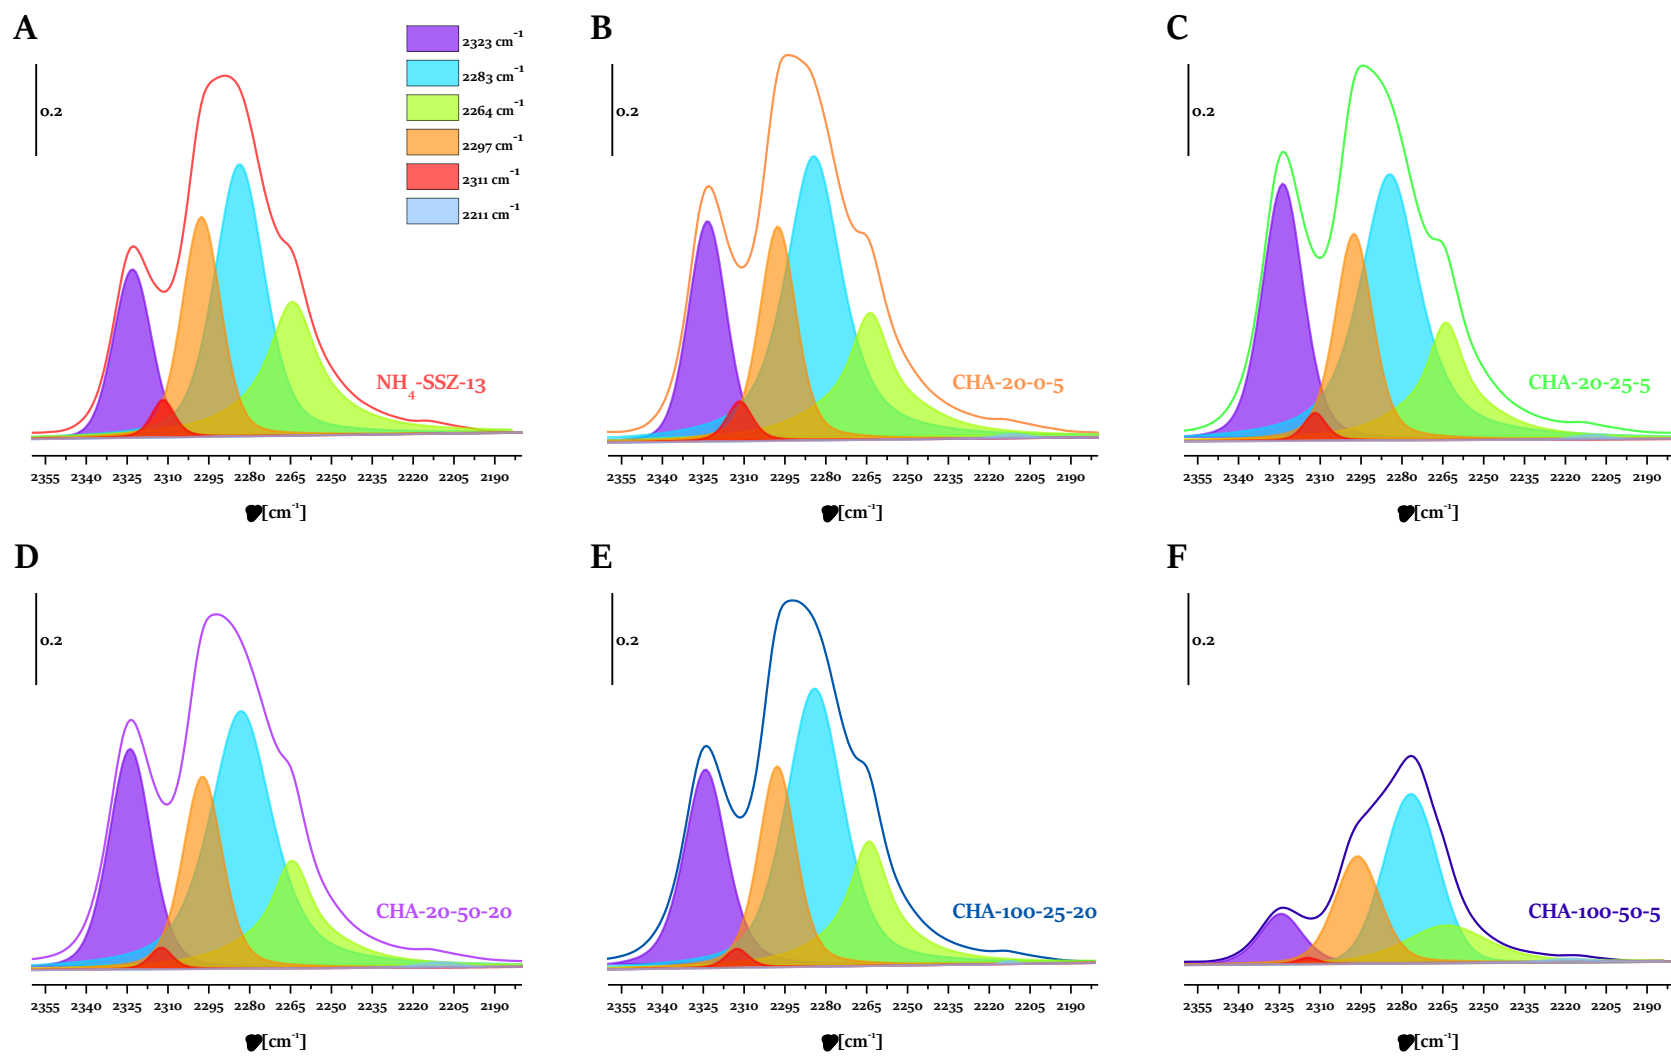 A
B
C
2323 cm⁻¹
2283 cm⁻¹
2264 cm⁻¹
2297 cm⁻¹
2311 cm⁻¹
2211 cm⁻¹
0.2
0.2
0.2
NH₄-SSZ-13
CHA-20-0-5
CHA-20-25-5
2355 2340 2325 2310 2295 2280 2265 2250 2235 2220 2205 2190
2355 2340 2325 2310 2295 2280 2265 2250 2235 2220 2205 2190
2355 2340 2325 2310 2295 2280 2265 2250 2235 2220 2205 2190
[cm⁻¹]
[cm⁻¹]
[cm⁻¹]
D
E
F
0.2
0.2
0.2
CHA-20-50-20
CHA-100-25-20
CHA-100-50-5
2355 2340 2325 2310 2295 2280 2265 2250 2235 2220 2205 2190
2355 2340 2325 2310 2295 2280 2265 2250 2235 2220 2205 2190
2355 2340 2325 2310 2295 2280 2265 2250 2235 2220 2205 2190
[cm⁻¹]
[cm⁻¹]
[cm⁻¹]